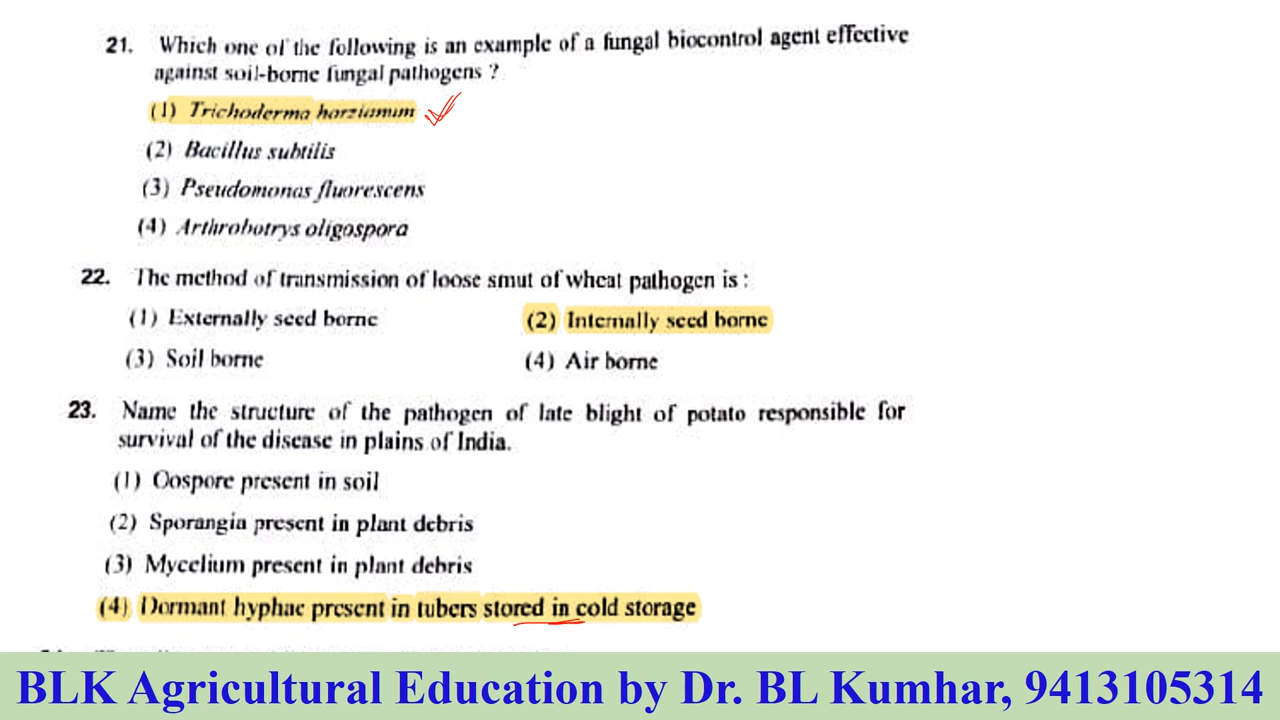 21. Which one of the following is an example of a fungal biocontrol agent effective
against soil-borne fungal pathogens ?
(1) Trichoderma harzianum
(2) Bacillus subtilis
(3) Pseudomonas fluorescens
(4) Arthrobotrys oligospora
22. The method of transmission of loose smut of wheat pathogen is :
(1) Externally seed borne (2) Internally seed borne
(3) Soil borne (4) Air borne
23. Name the structure of the pathogen of late blight of potato responsible for
survival of the disease in plains of India.
(1) Oospore present in soil
(2) Sporangia present in plant debris
(3) Mycelium present in plant debris
(4) Dormant hyphae present in tubers stored in cold storage
BLK Agricultural Education by Dr. BL Kumhar, 9413105314